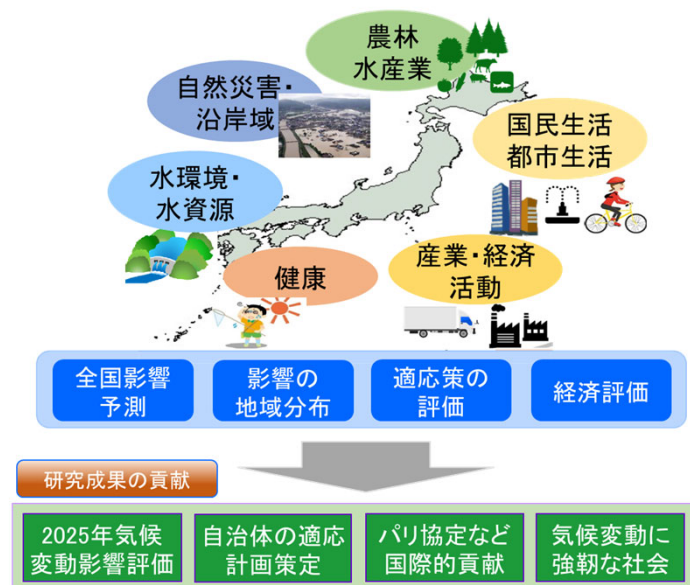 農林
水産業
自然災害・
沿岸域
国民生活
都市生活
水環境・
水資源
健康
産業・経済
活動
全国影響
予測
影響の
地域分布
適応策の
評価
経済評価
研究成果の貢献
2025年気候
変動影響評価
自治体の適応
計画策定
パリ協定など
国際的貢献
気候変動に
強靭な社会